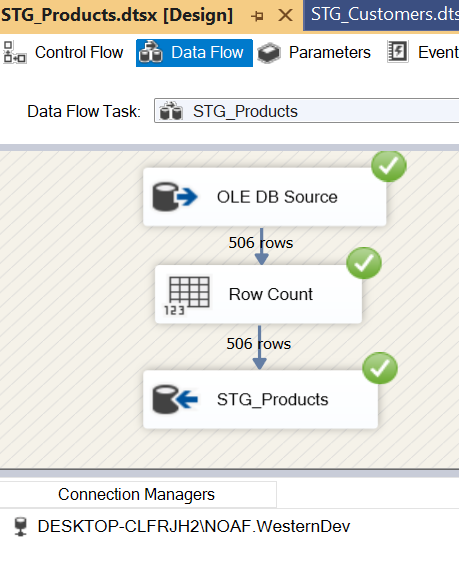 STG_Products.dtsx [Design] STG_Customers.dts
Control Flow Data Flow Parameters Event
Data Flow Task: STG_Products
OLE DB Source
506 rows
123
Row Count
506 rows
STG_Products
Connection Managers
DESKTOP-CLFRJH2\NOAF.WesternDev